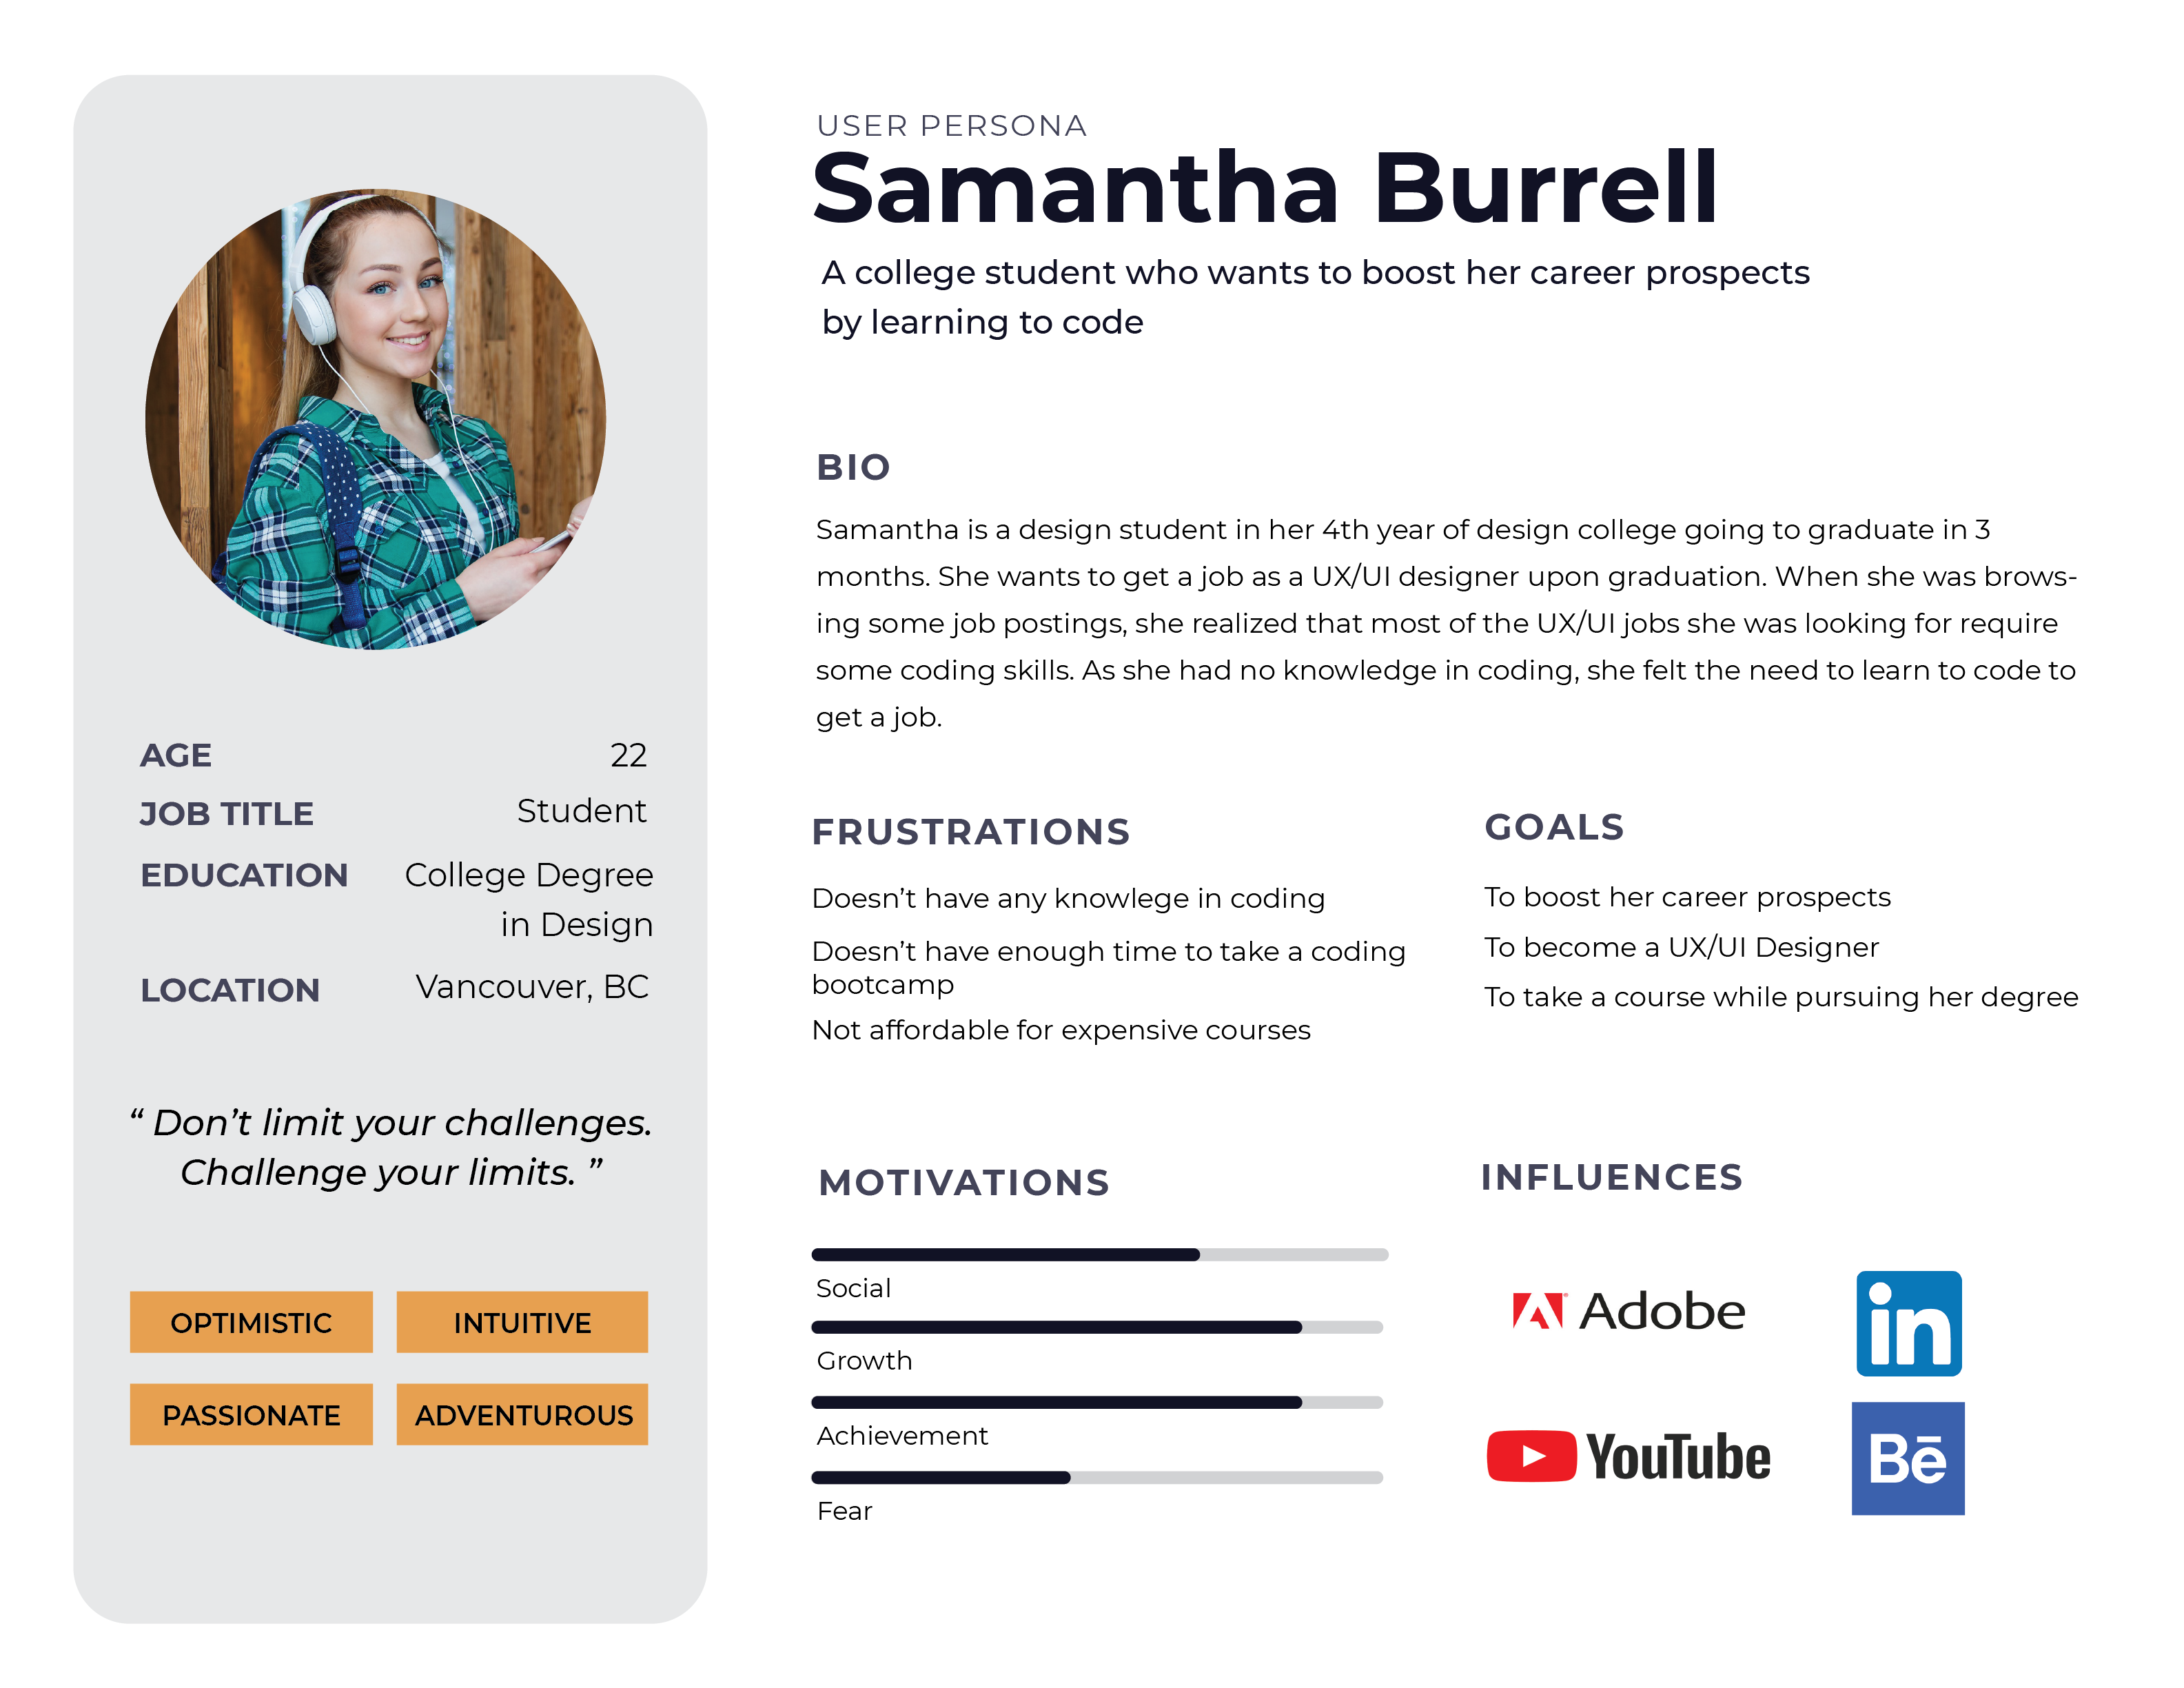 USER PERSONA
Samantha Burrell
A college student who wants to boost her career prospects
by learning to code
AGE 22
JOB TITLE Student
EDUCATION College Degree
in Design
LOCATION Vancouver, BC
“ Don’t limit your challenges.
Challenge your limits. ”
OPTIMISTIC INTUITIVE
PASSIONATE ADVENTUROUS
BIO
Samantha is a design student in her 4th year of design college going to graduate in 3
months. She wants to get a job as a UX/UI designer upon graduation. When she was brows-
ing some job postings, she realized that most of the UX/UI jobs she was looking for require
some coding skills. As she had no knowledge in coding, she felt the need to learn to code to
get a job.
FRUSTRATIONS
Doesn’t have any knowlege in coding
Doesn’t have enough time to take a coding
bootcamp
Not affordable for expensive courses
GOALS
To boost her career prospects
To become a UX/UI Designer
To take a course while pursuing her degree
MOTIVATIONS
Social
Growth
Achievement
Fear
INFLUENCES
Adobe
in
YouTube
Bē